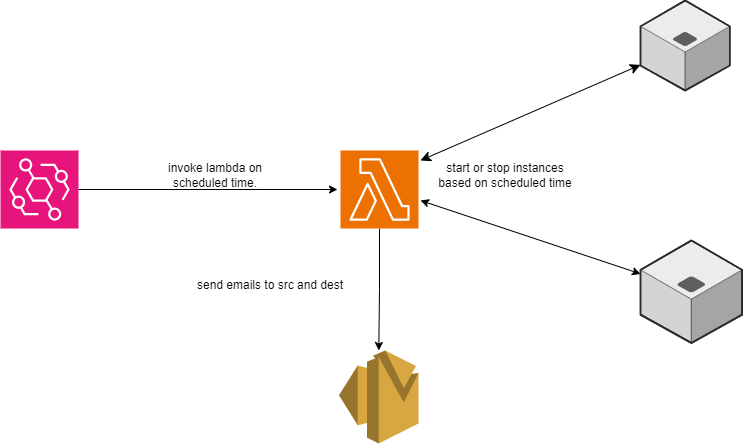 invoke lambda on
scheduled time.
start or stop instances
based on scheduled time
send emails to src and dest